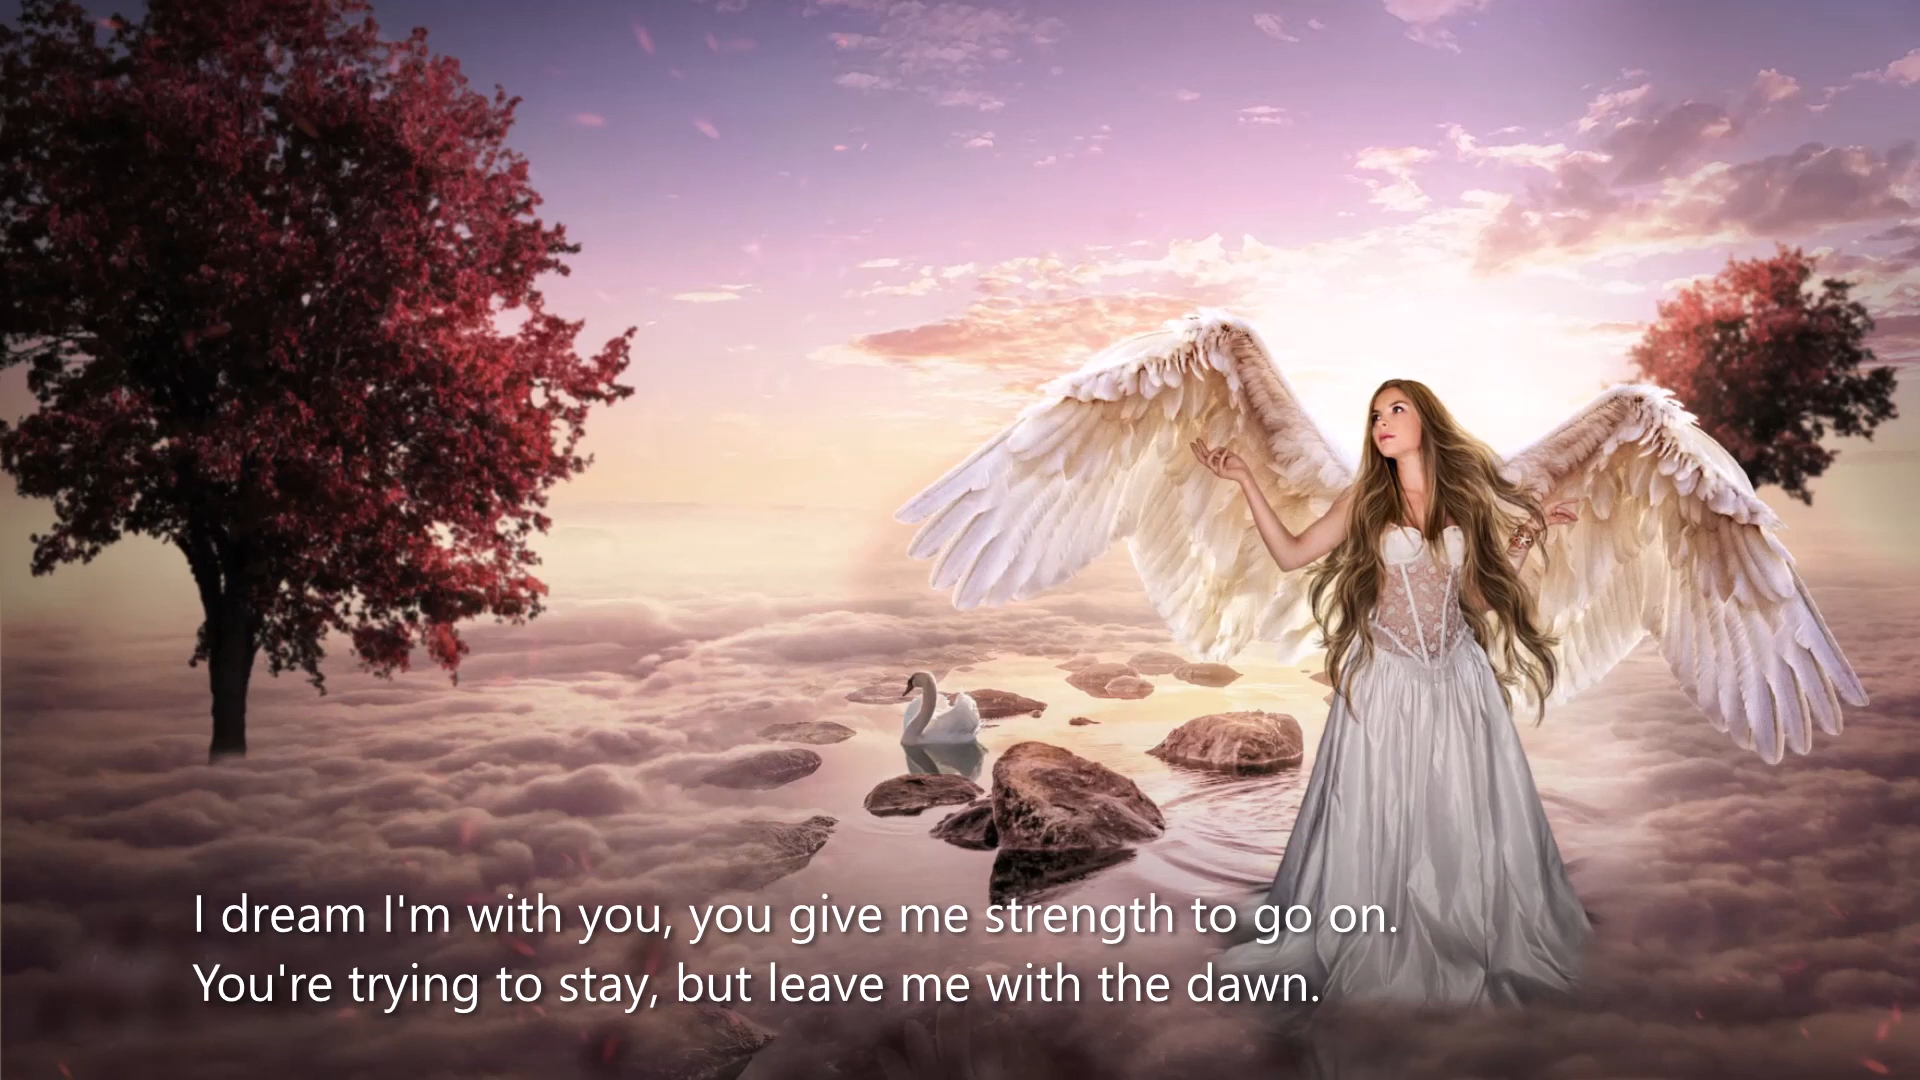 I dream I'm with you, you give me strength to go on.
You're trying to stay, but leave me with the dawn.